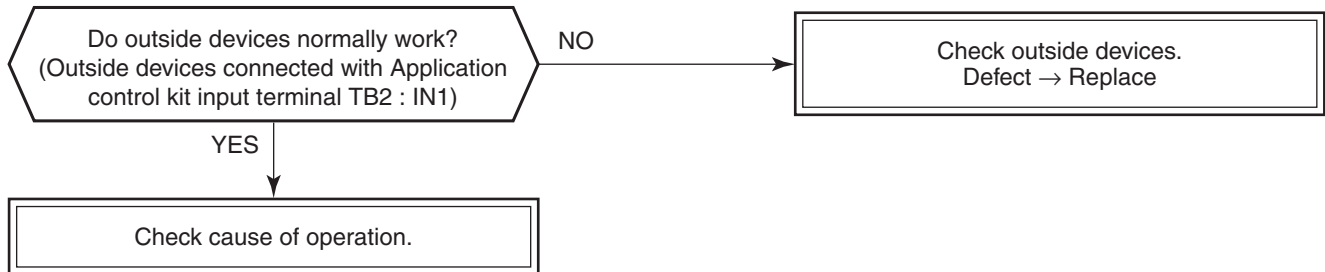 Do outside devices normally work?
(Outside devices connected with Application
control kit input terminal TB2 : IN1)
NO
Check outside devices.
Defect → Replace
YES
Check cause of operation.